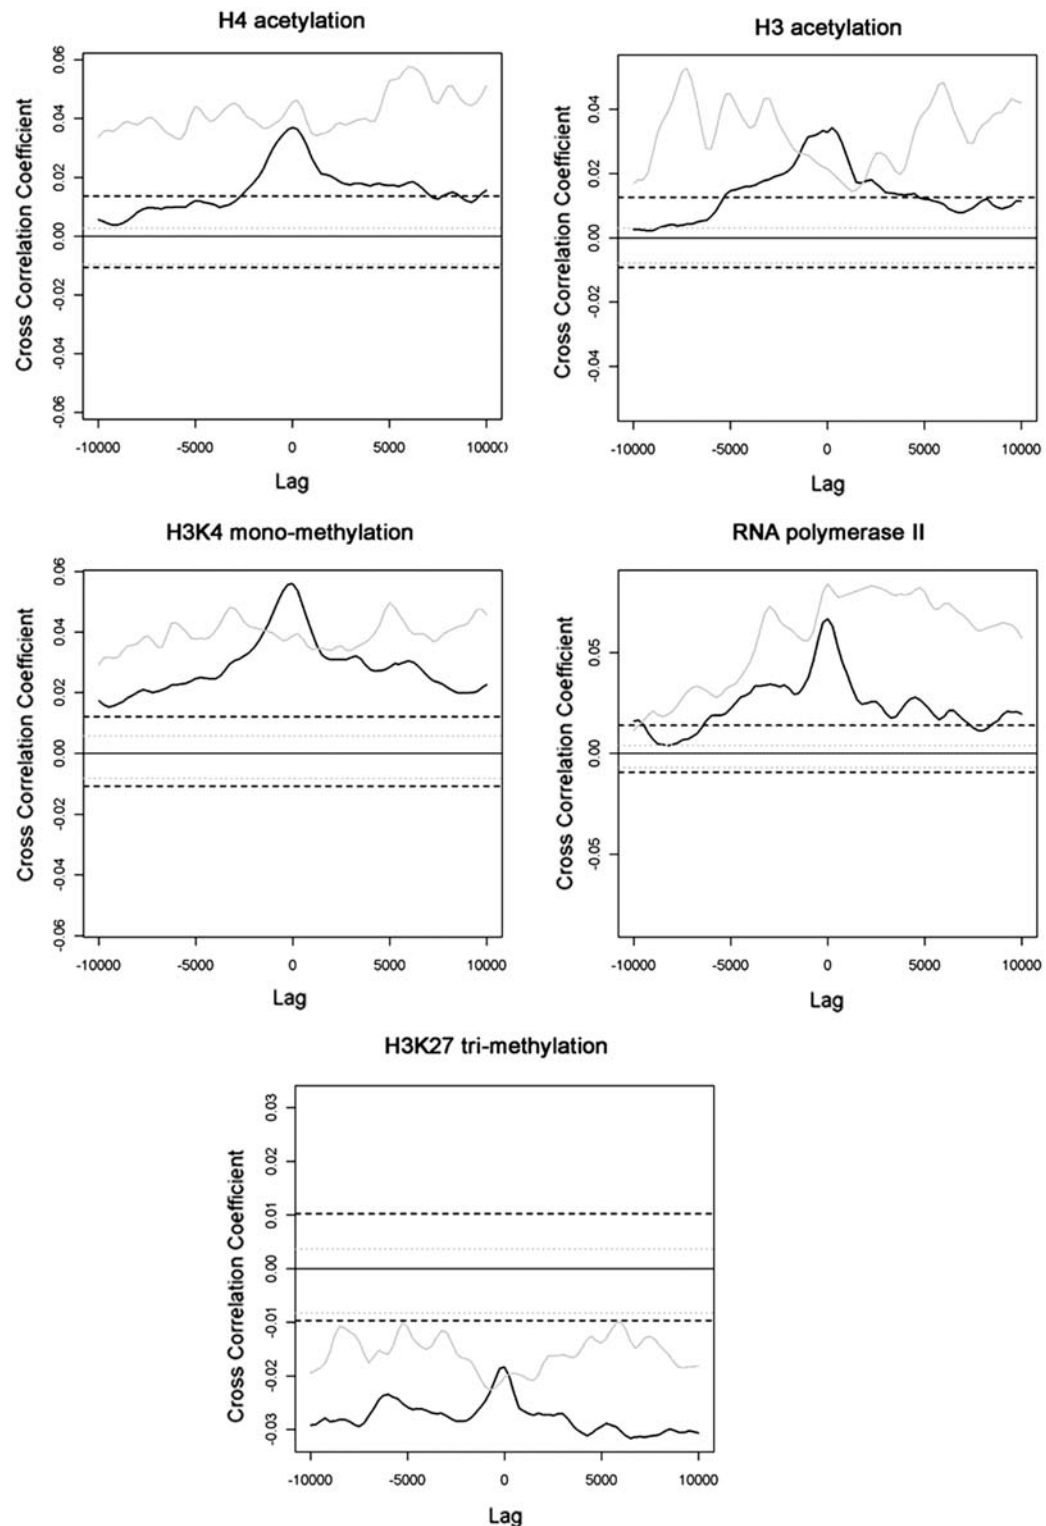 H4 acetylation
Cross Correlation Coefficient
0.06
0.04
0.02
0.00
-0.02
-0.04
-0.06
-10000 -5000 0 5000 10000
Lag
H3 acetylation
Cross Correlation Coefficient
0.04
0.02
0.00
-0.02
-0.04
-10000 -5000 0 5000 10000
Lag
H3K4 mono-methylation
Cross Correlation Coefficient
0.06
0.04
0.02
0.00
-0.02
-0.04
-0.06
-10000 -5000 0 5000 10000
Lag
RNA polymerase II
Cross Correlation Coefficient
0.05
0.00
-0.05
-10000 -5000 0 5000 10000
Lag
H3K27 tri-methylation
Cross Correlation Coefficient
0.03
0.02
0.01
0.00
-0.01
-0.02
-0.03
-10000 -5000 0 5000 10000
Lag